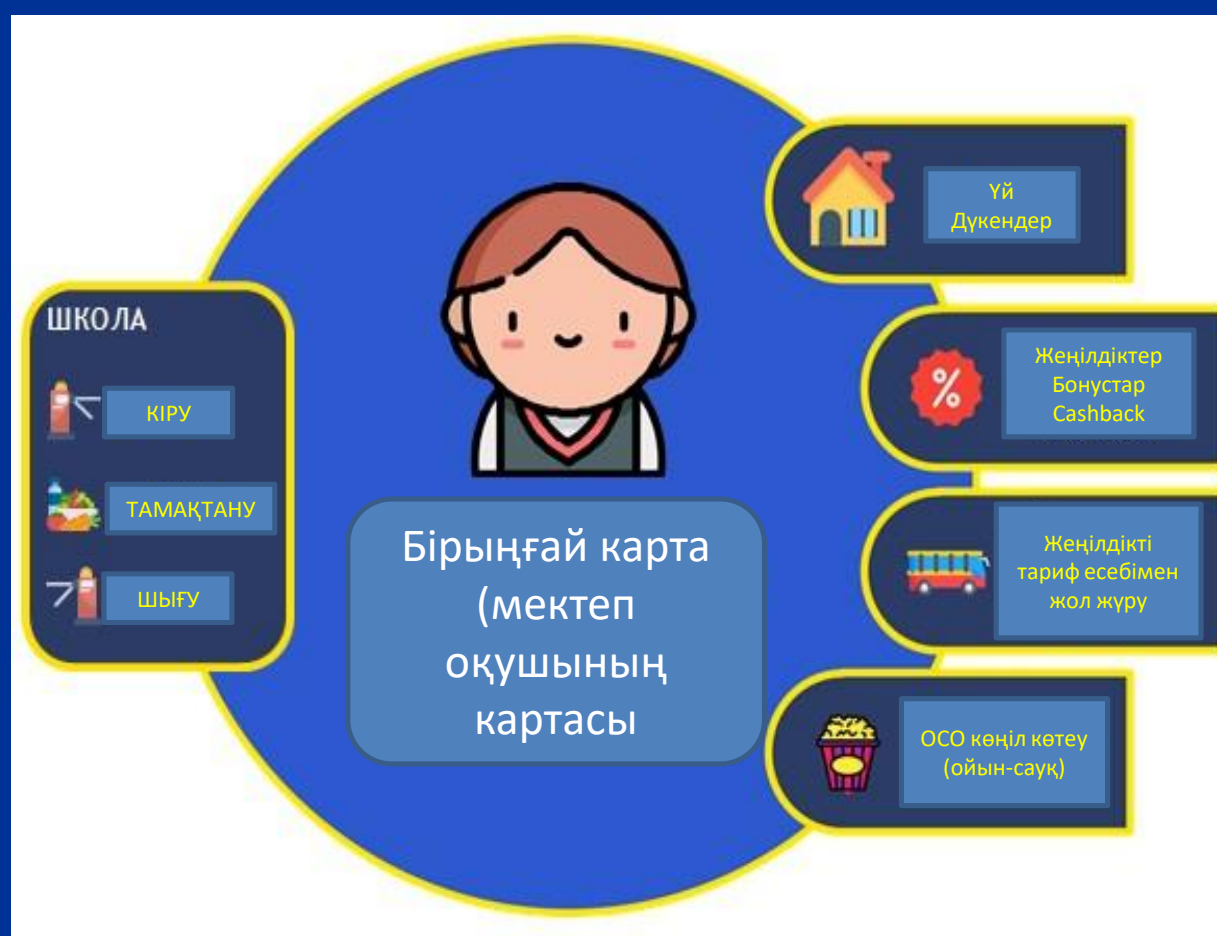 ШКОЛА
КІРУ
ТАМАҚТАНУ
ШЫҒУ
Бірыңғай карта
(мектеп
оқушының
картасы
Үй
Дүкендер
%
Жеңілдіктер
Бонустар
Cashback
Жеңілдікті
тариф есебімен
жол жүру
ОСО көңіл көтеу
(ойын-сауқ)